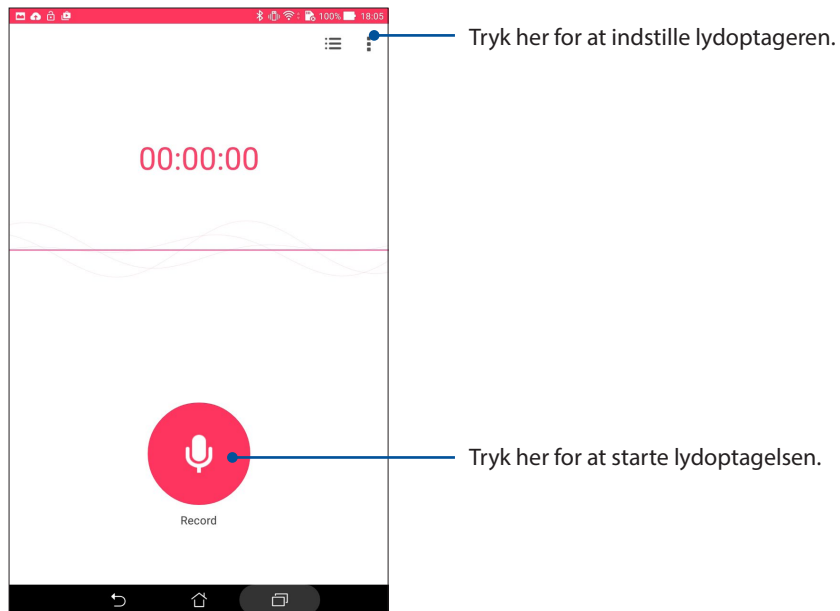 100% 18:05
Tryk her for at indstille lydoptageren.
00:00:00
Tryk her for at starte lydoptagelsen.
Record